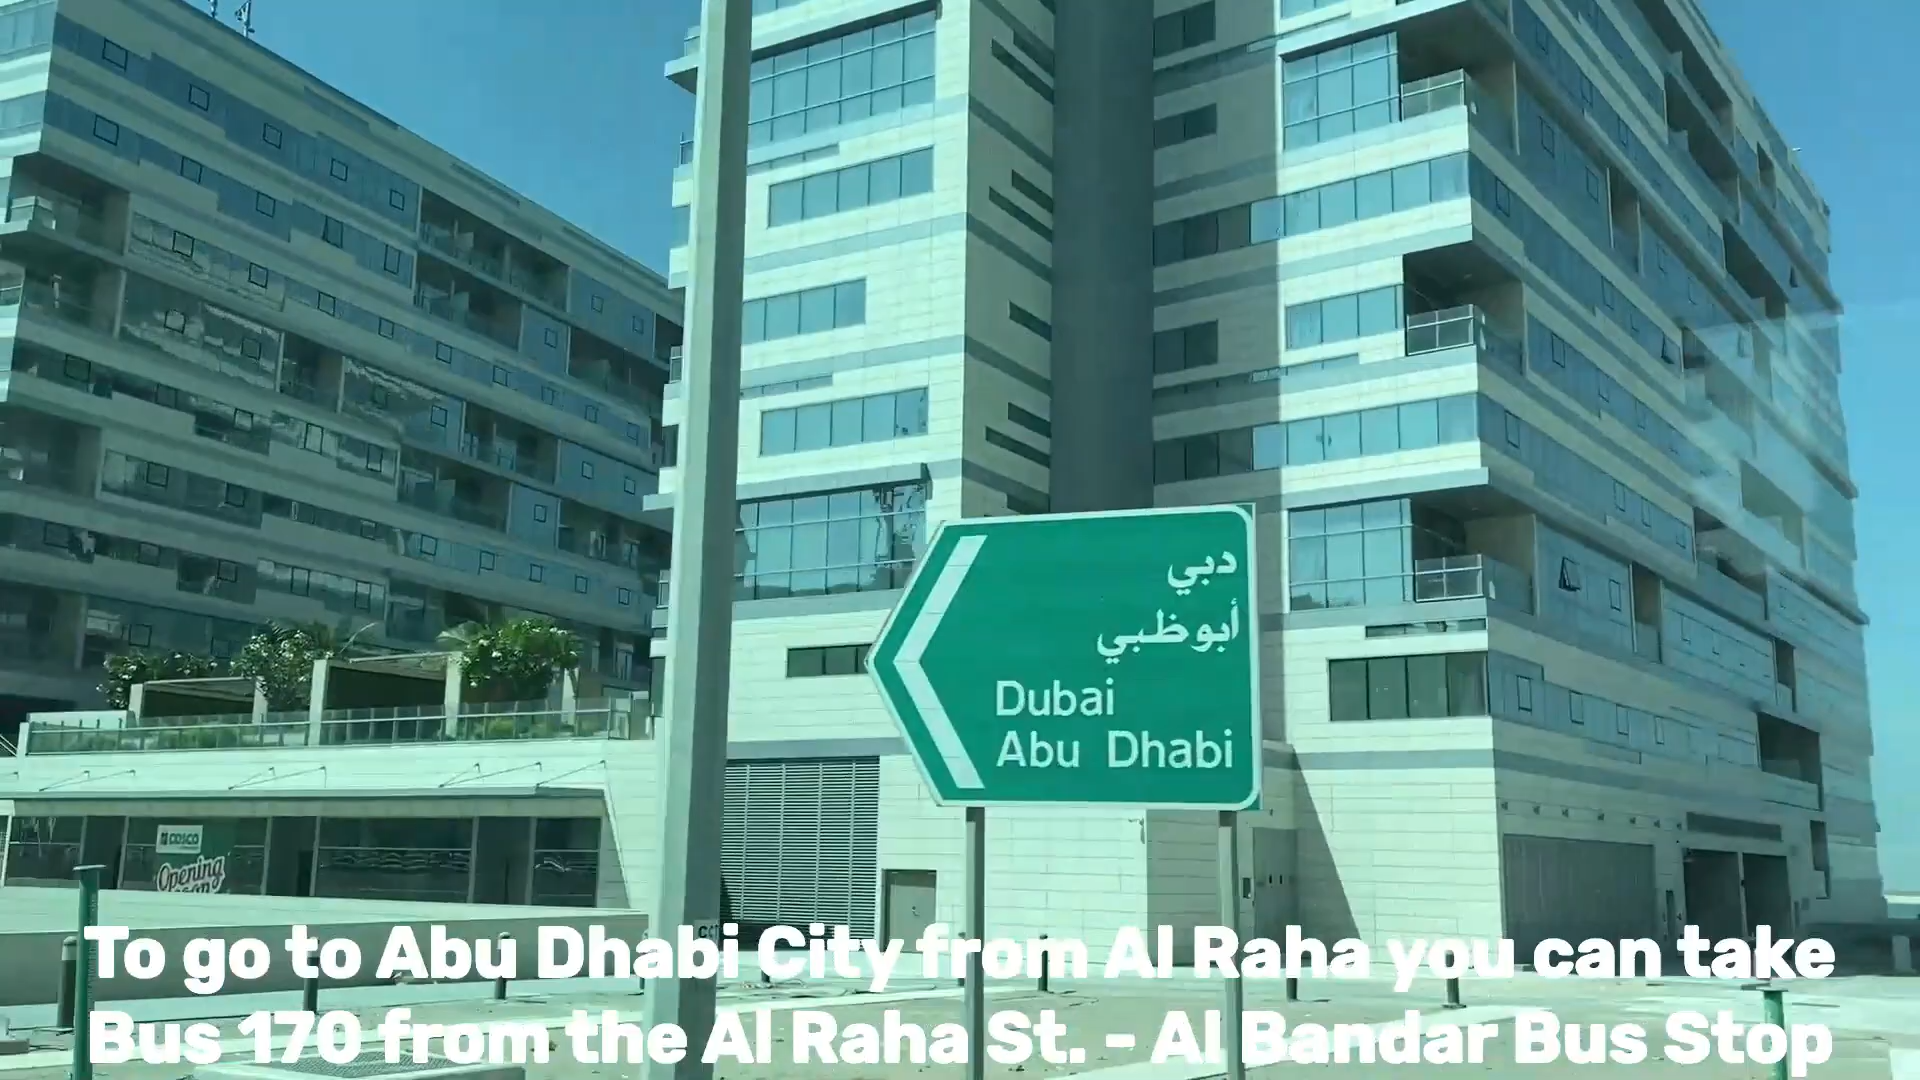 دبي
أبوظبي
Dubai
Abu Dhabi
Opening
To go to Abu Dhabi City from Al Raha you can take
Bus 170 from the Al Raha St. - Al Bandar Bus Stop